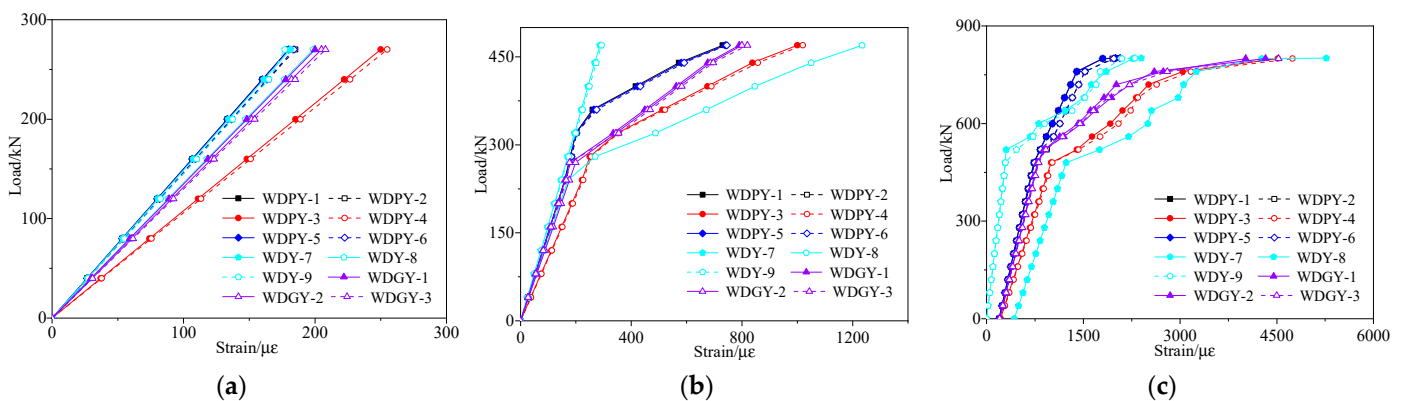 300
200
100
0
Load/kN
WDPY-1 WDPY-2
WDPY-3 WDPY-4
WDPY-5 WDPY-6
WDY-7 WDY-8
WDY-9 WDGY-1
WDGY-2 WDGY-3
0 100 200 300
Strain/με
(a)
450
300
150
0
Load/kN
WDPY-1 WDPY-2
WDPY-3 WDPY-4
WDPY-5 WDPY-6
WDY-7 WDY-8
WDY-9 WDGY-1
WDGY-2 WDGY-3
0 400 800 1200
Strain/με
(b)
900
600
300
0
Load/kN
WDPY-1 WDPY-2
WDPY-3 WDPY-4
WDPY-5 WDPY-6
WDY-7 WDY-8
WDY-9 WDGY-1
WDGY-2 WDGY-3
0 1500 3000 4500 6000
Strain/με
(c)